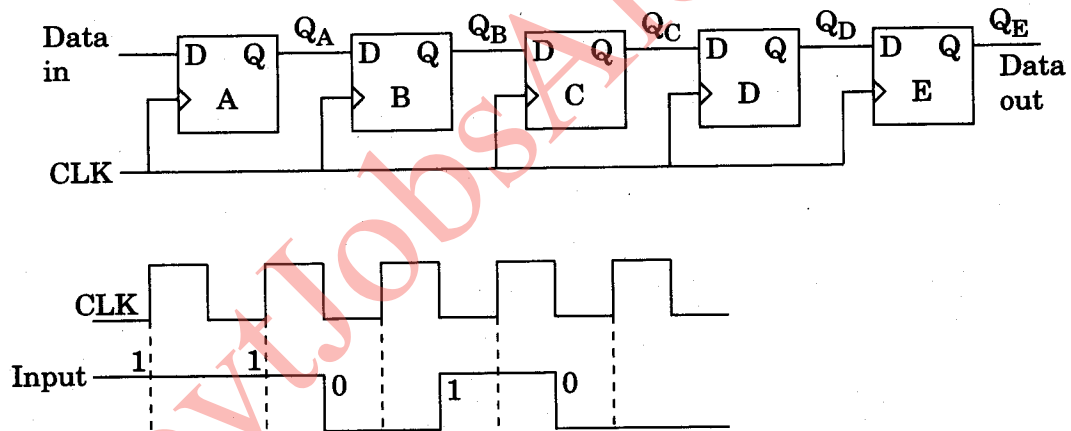 Data in
Q_A Q_B Q_C Q_D Q_E
D Q D Q D Q D Q D Q
A B C D E
Data out
CLK
CLK
Input 1 1 0 1 0